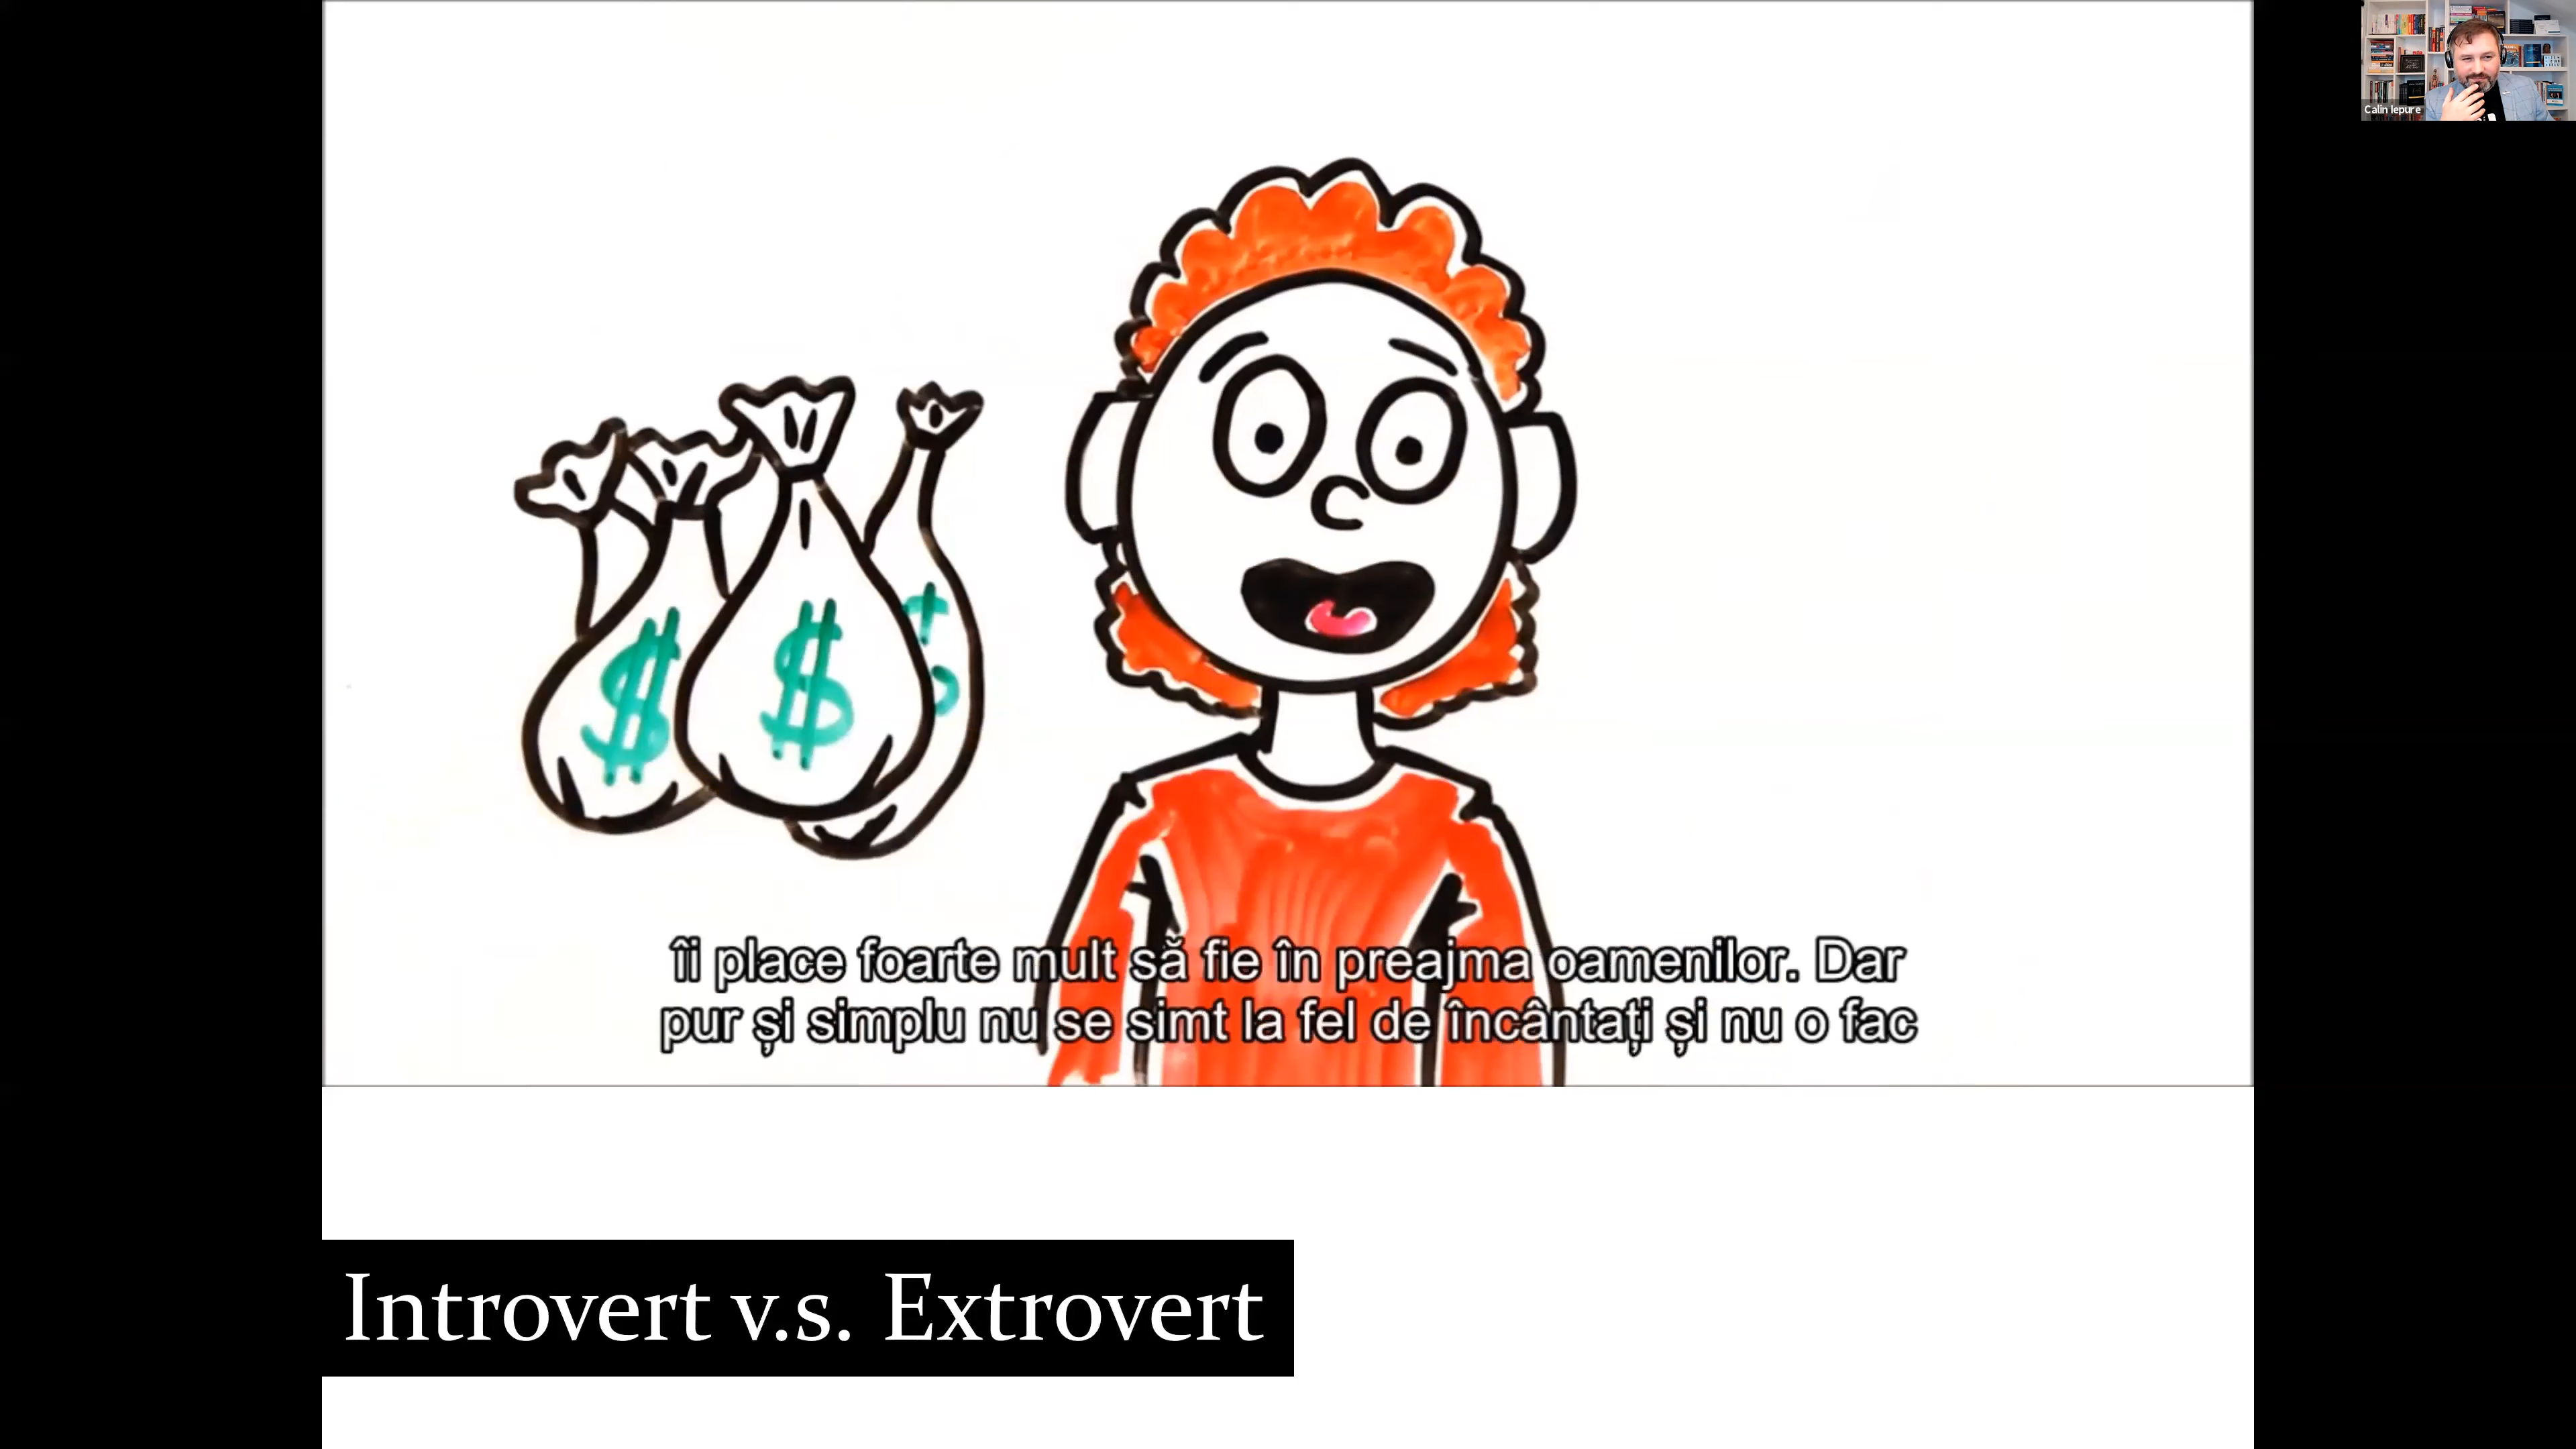 Calin Iepure
$ $ $
îi place foarte mult să fie în preajma oamenilor. Dar
pur și simplu nu se simt la fel de încântați și nu o fac
Introvert v.s. Extrovert